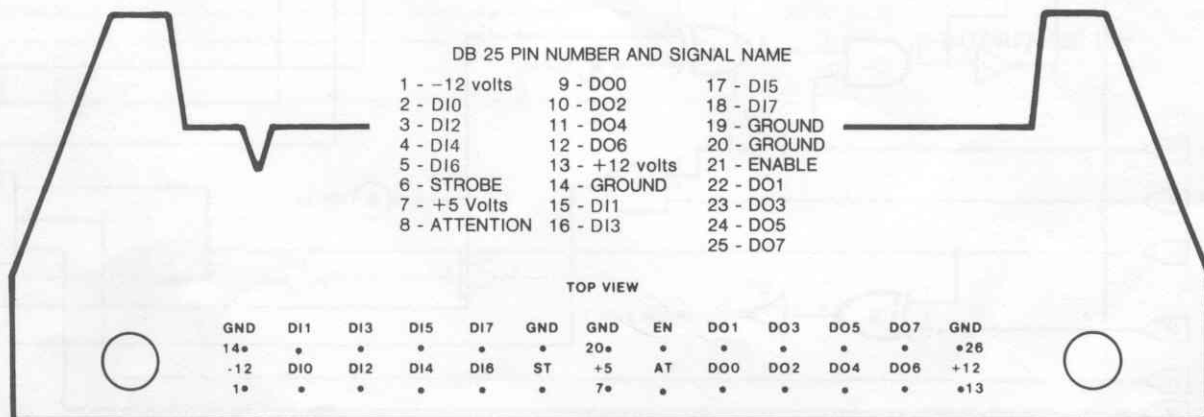 DB 25 PIN NUMBER AND SIGNAL NAME
1 - −12 volts
2 - DI0
3 - DI2
4 - DI4
5 - DI6
6 - STROBE
7 - +5 Volts
8 - ATTENTION
9 - DO0
10 - DO2
11 - DO4
12 - DO6
13 - +12 volts
14 - GROUND
15 - DI1
16 - DI3
17 - DI5
18 - DI7
19 - GROUND
20 - GROUND
21 - ENABLE
22 - DO1
23 - DO3
24 - DO5
25 - DO7
TOP VIEW
GND DI1 DI3 DI5 DI7 GND GND EN DO1 DO3 DO5 DO7 GND
14• • • • • • 20• • • • • • •26
-12 DI0 DI2 DI4 DI6 ST +5 AT DO0 DO2 DO4 DO6 +12
1• • • • • • 7• • • • • • •13